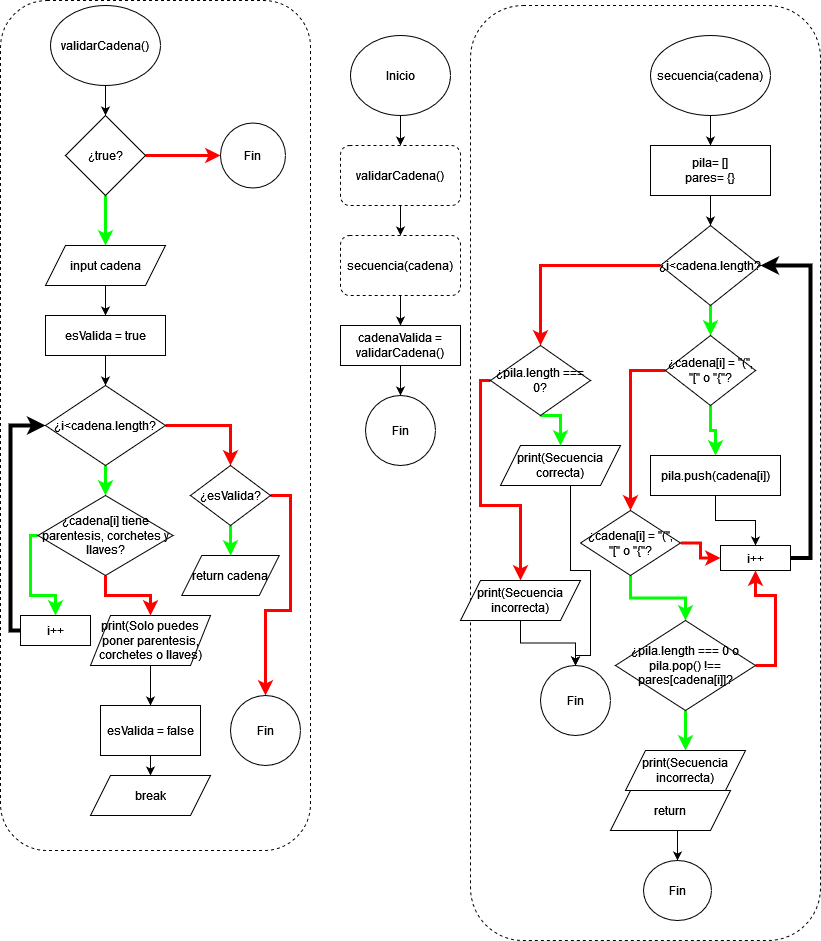 validarCadena()
¿true?
Fin
input cadena
esValida = true
¿i<cadena.length?
¿cadena[i] tiene
parentesis, corchetes y
llaves?
i++
print(Solo puedes
poner parentesis,
corchetes o llaves)
esValida = false
break
¿esValida?
return cadena
Fin
Inicio
validarCadena()
secuencia(cadena)
cadenaValida =
validarCadena()
Fin
secuencia(cadena)
pila= []
pares= {}
¿i<cadena.length?
¿cadena[i] = "(",
"[" o "{"?
pila.push(cadena[i])
i++
¿cadena[i] = "(",
"[" o "{"?
¿pila.length === 0 o
pila.pop() !==
pares[cadena[i]]?
print(Secuencia
incorrecta)
return
Fin
¿pila.length ===
0?
print(Secuencia
correcta)
print(Secuencia
incorrecta)
Fin